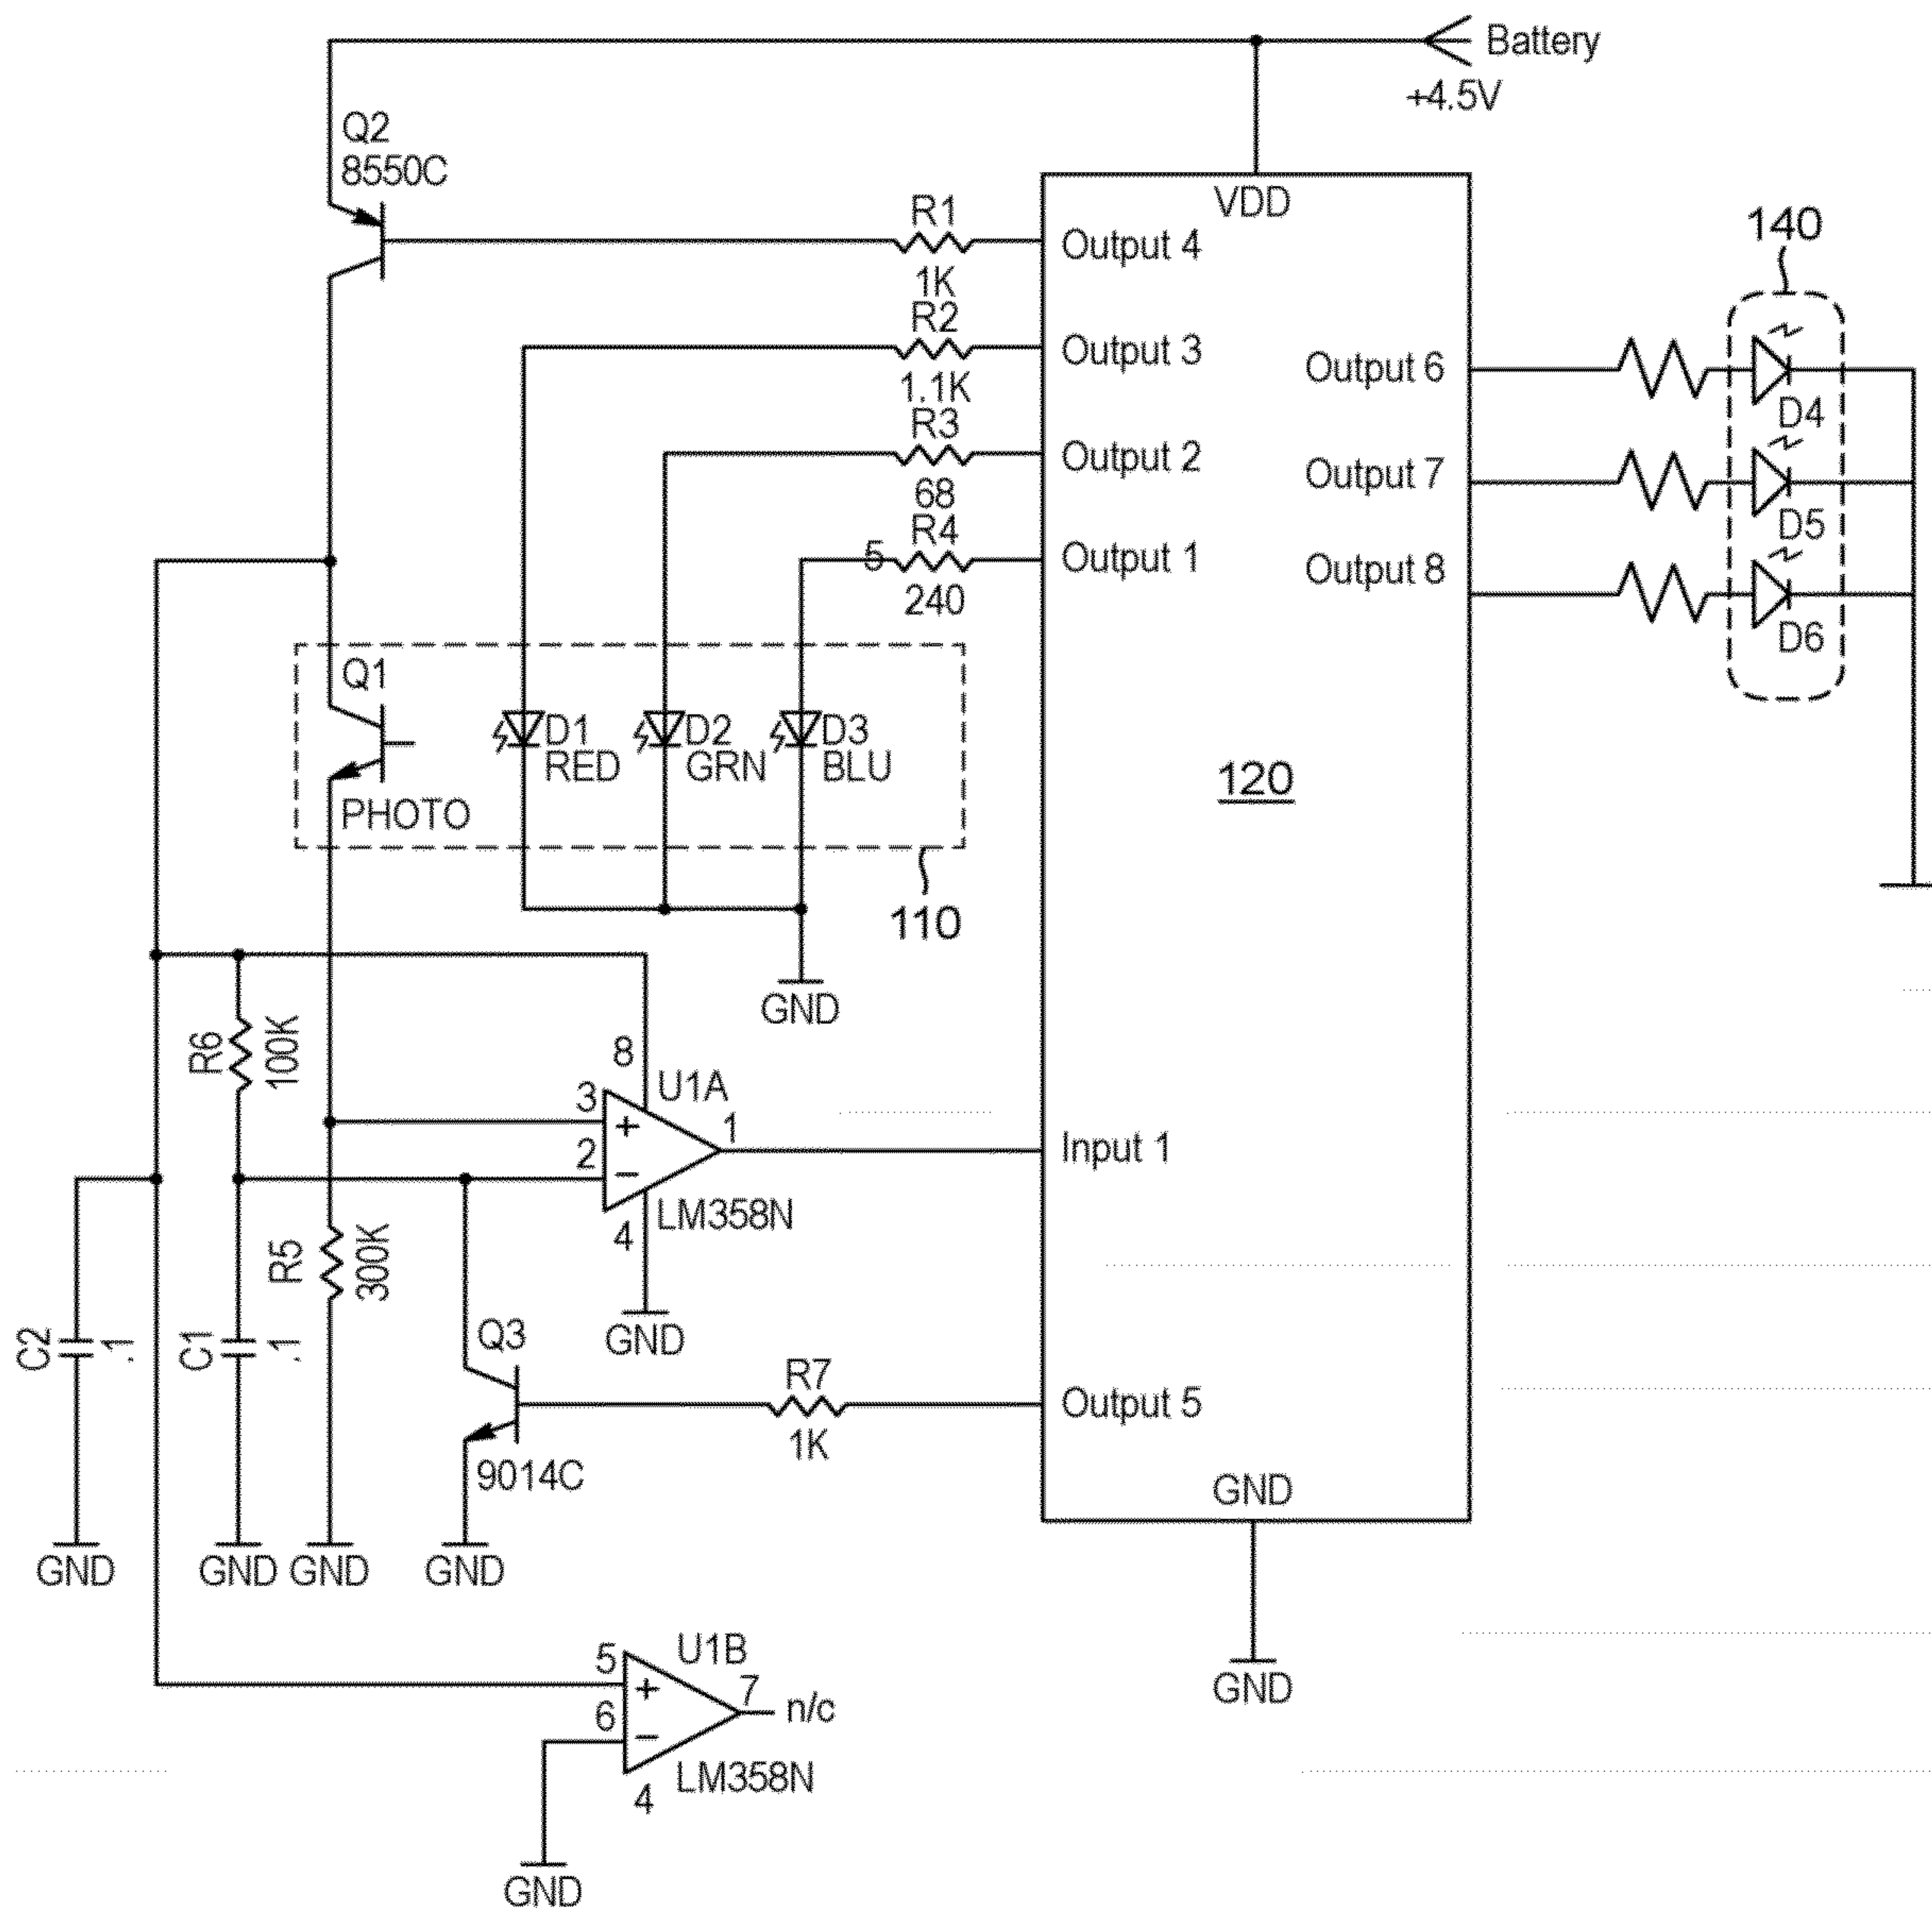 Battery
+4.5V
Q2
8550C
VDD
R1
1K
Output 4
R2
1.1K
Output 3
R3
68
Output 2
R4
5
240
Output 1
Output 6
Output 7
Output 8
140
D4
D5
D6
Q1
PHOTO
D1
RED
D2
GRN
D3
BLU
110
GND
120
R6
100K
8
U1A
3
+
2
−
1
LM358N
4
GND
Input 1
R5
300K
C2
.1
C1
.1
Q3
9014C
R7
1K
Output 5
GND
GND
GND
GND
GND
GND
U1B
5
+
6
−
7
n/c
LM358N
4
GND